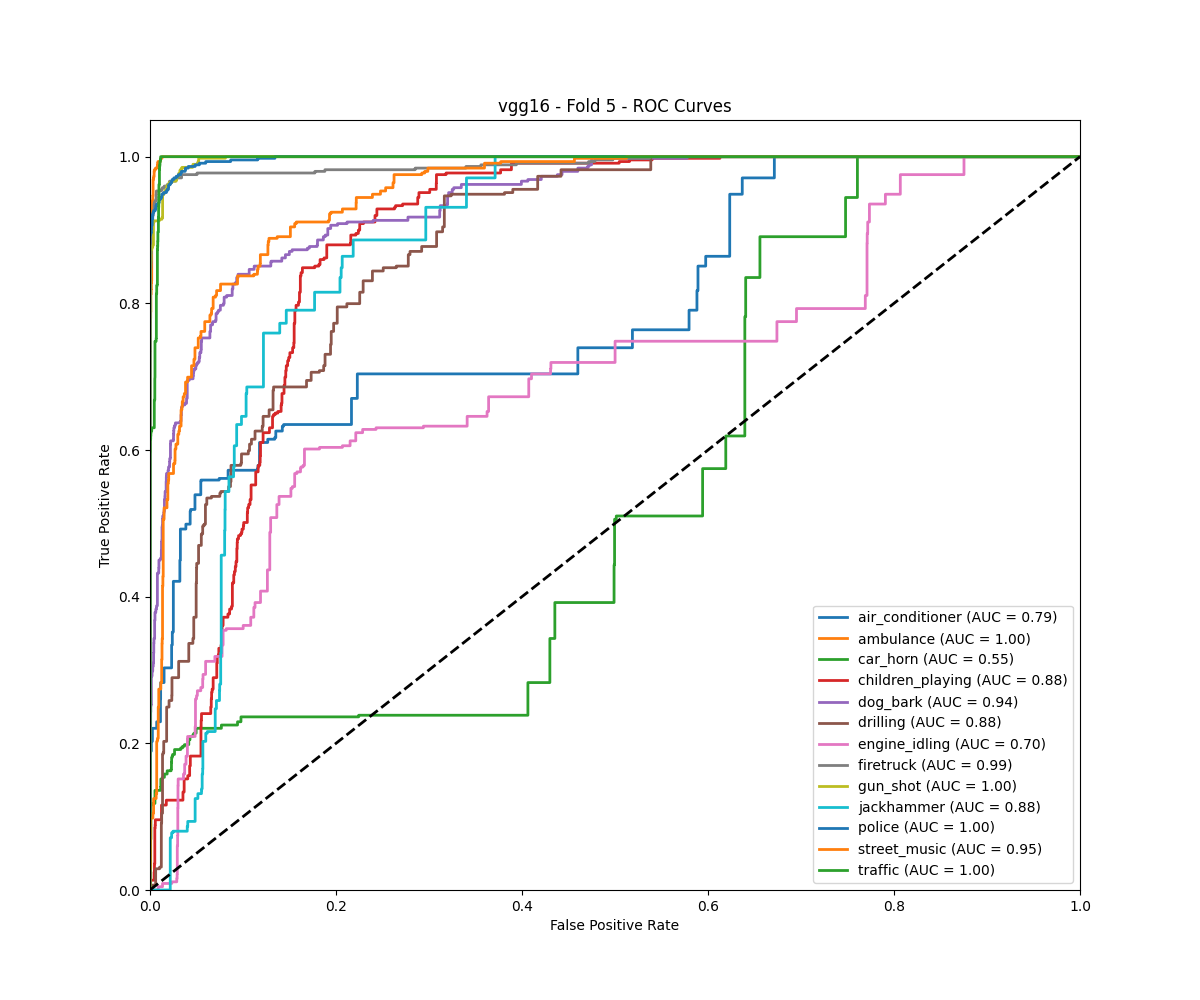 vgg16 - Fold 5 - ROC Curves
1.0
0.8
0.6
0.4
0.2
0.0
True Positive Rate
0.0 0.2 0.4 0.6 0.8 1.0
False Positive Rate
air_conditioner (AUC = 0.79)
ambulance (AUC = 1.00)
car_horn (AUC = 0.55)
children_playing (AUC = 0.88)
dog_bark (AUC = 0.94)
drilling (AUC = 0.88)
engine_idling (AUC = 0.70)
firetruck (AUC = 0.99)
gun_shot (AUC = 1.00)
jackhammer (AUC = 0.88)
police (AUC = 1.00)
street_music (AUC = 0.95)
traffic (AUC = 1.00)